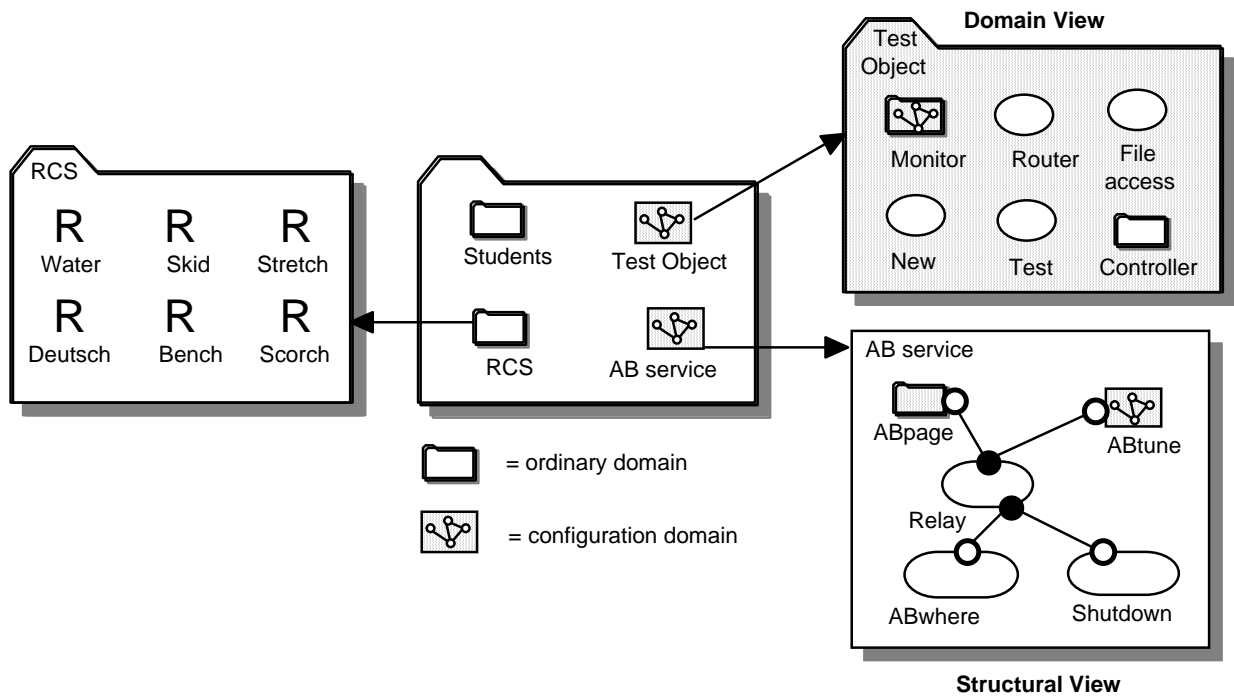 Domain View
Test
Object
Monitor
Router
File
access
New
Test
Controller
RCS
R R R
Water Skid Stretch
R R R
Deutsch Bench Scorch
Students
Test Object
RCS
AB service
= ordinary domain
= configuration domain
AB service
ABpage
ABtune
Relay
ABwhere
Shutdown
Structural View